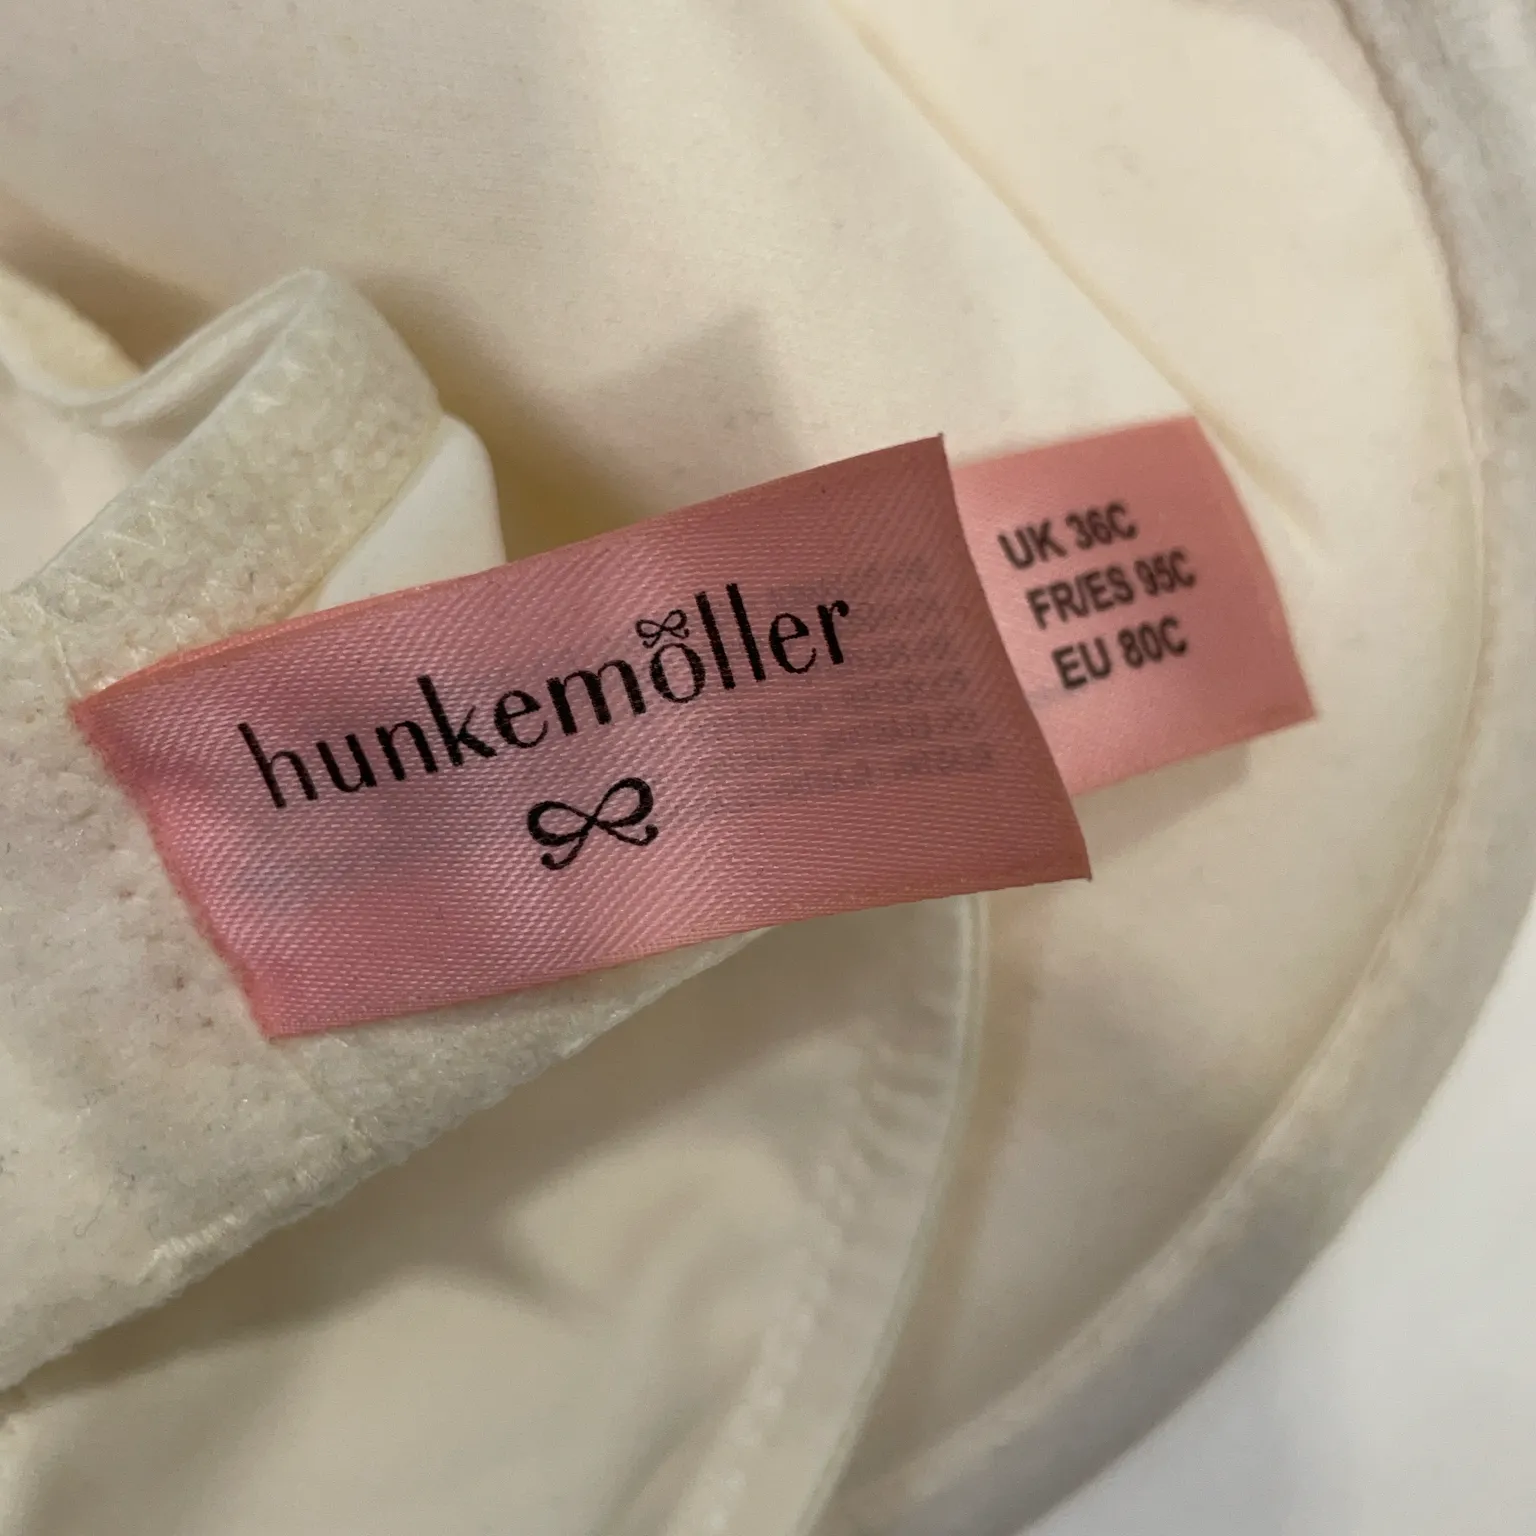 hunkemöller
UK 36C
FR/ES 95C
EU 80C